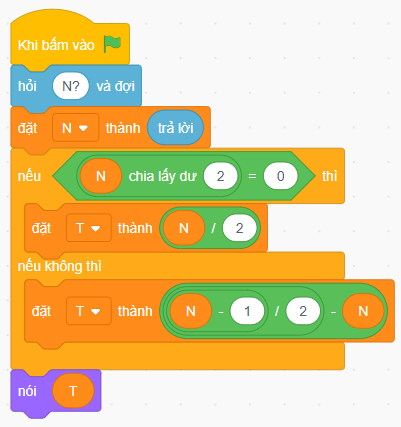 Khi bấm vào
hỏi N? và đợi
đặt N thành trả lời
nếu N chia lấy dư 2 = 0 thì
đặt T thành N / 2
nếu không thì
đặt T thành N - 1 / 2 - N
nói T